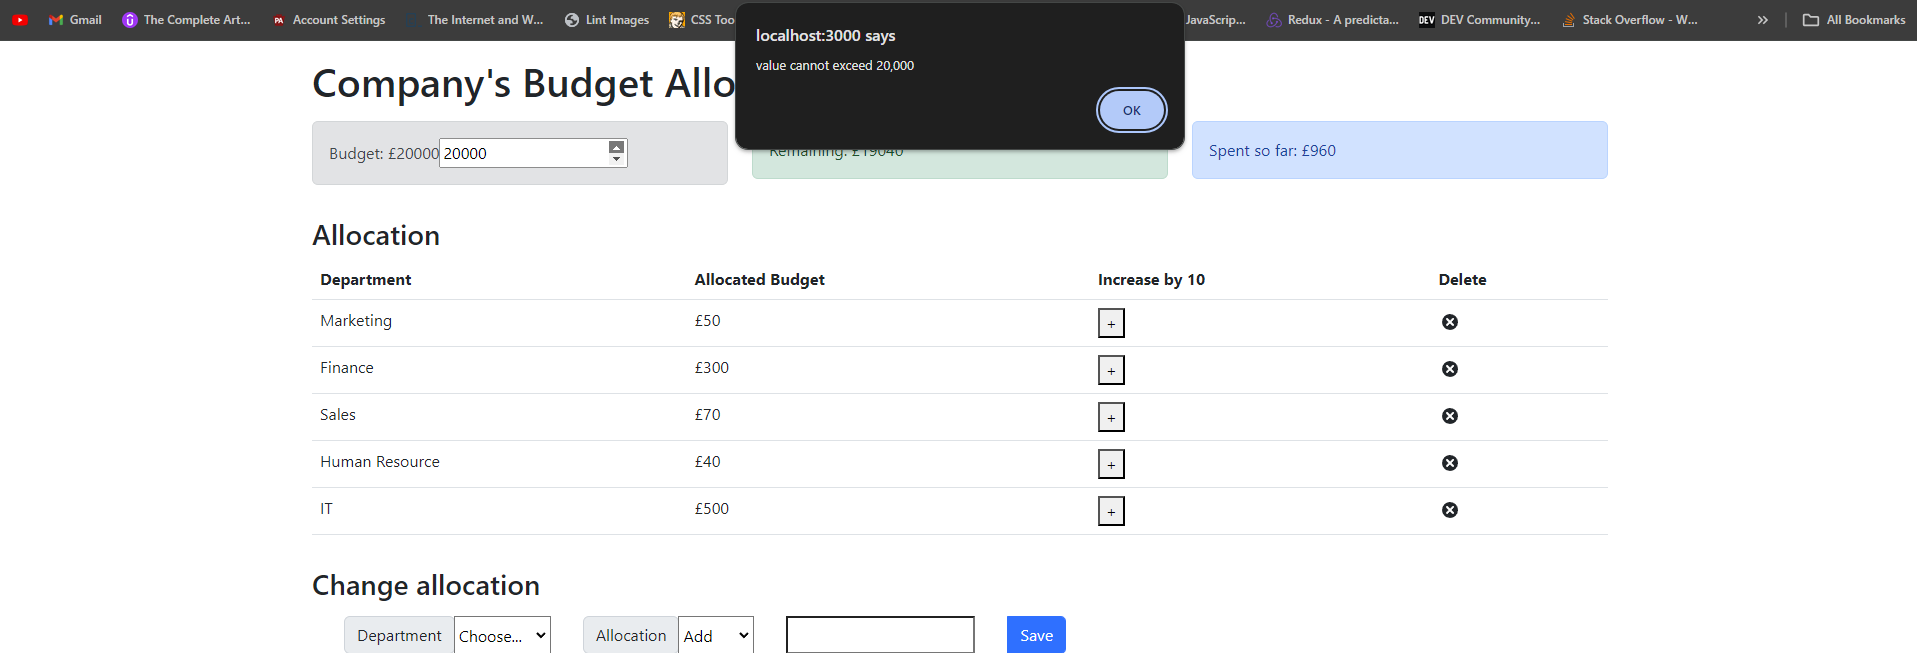 Gmail The Complete Art... PA Account Settings The Internet and W... Lint Images CSS Too JavaScrip... Redux - A predicta... DEV DEV Community... Stack Overflow - W... » All Bookmarks
localhost:3000 says
value cannot exceed 20,000
OK
Company's Budget Allo
Budget: £20000 20000
Remaining: £19040
Spent so far: £960
Allocation
Department Allocated Budget Increase by 10 Delete
Marketing £50 +
Finance £300 +
Sales £70 +
Human Resource £40 +
IT £500 +
Change allocation
Department Choose... Allocation Add Save